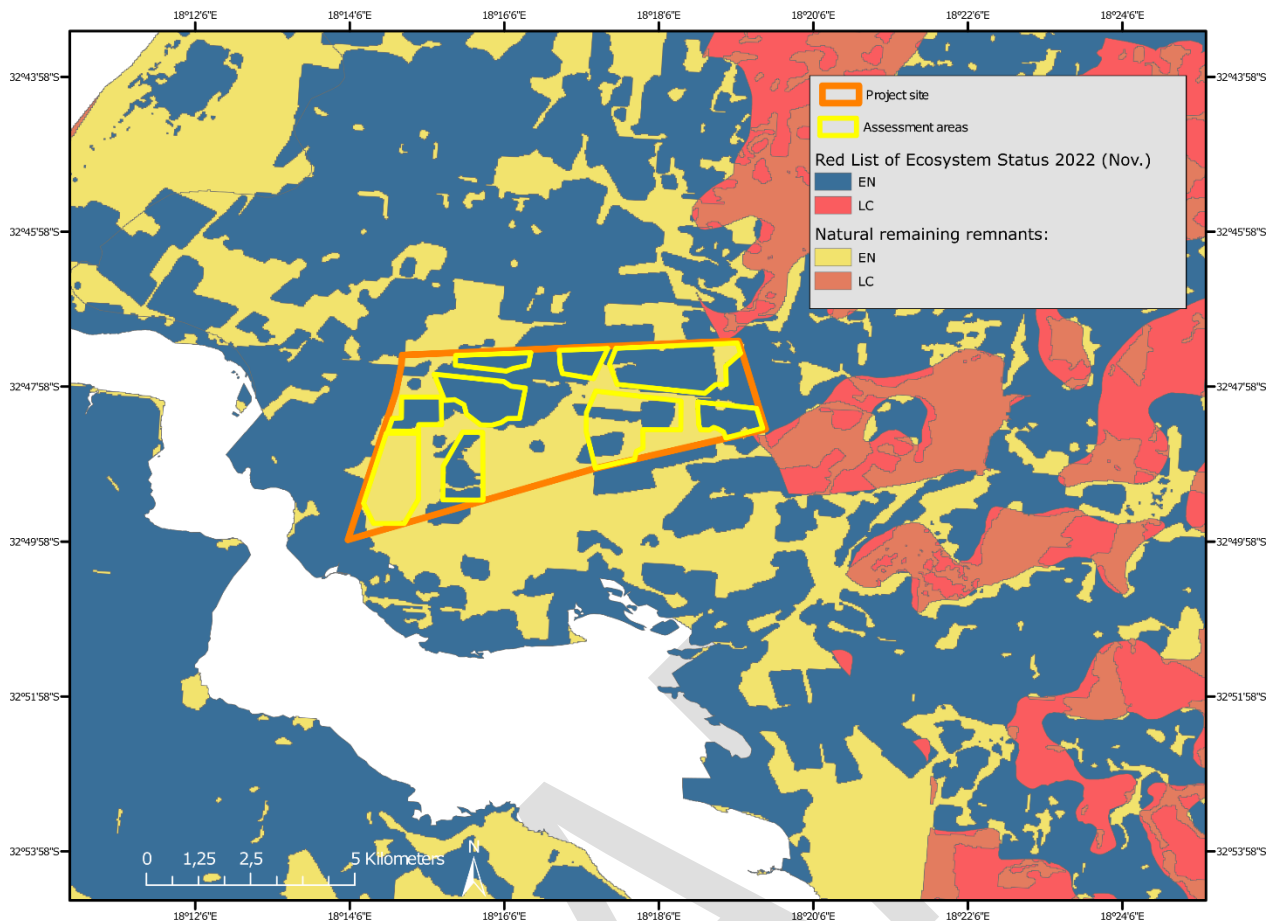 18°12'6"E 18°14'6"E 18°16'6"E 18°18'6"E 18°20'6"E 18°22'6"E 18°24'6"E
32°43'58"S 32°43'58"S
Project site
Assessment areas
Red List of Ecosystem Status 2022 (Nov.)
EN
LC
Natural remaining remnants:
EN
LC
32°45'58"S 32°45'58"S
32°47'58"S 32°47'58"S
32°49'58"S 32°49'58"S
32°51'58"S 32°51'58"S
32°53'58"S 32°53'58"S
N
0 1,25 2,5 5 Kilometers
18°12'6"E 18°14'6"E 18°16'6"E 18°18'6"E 18°20'6"E 18°22'6"E 18°24'6"E